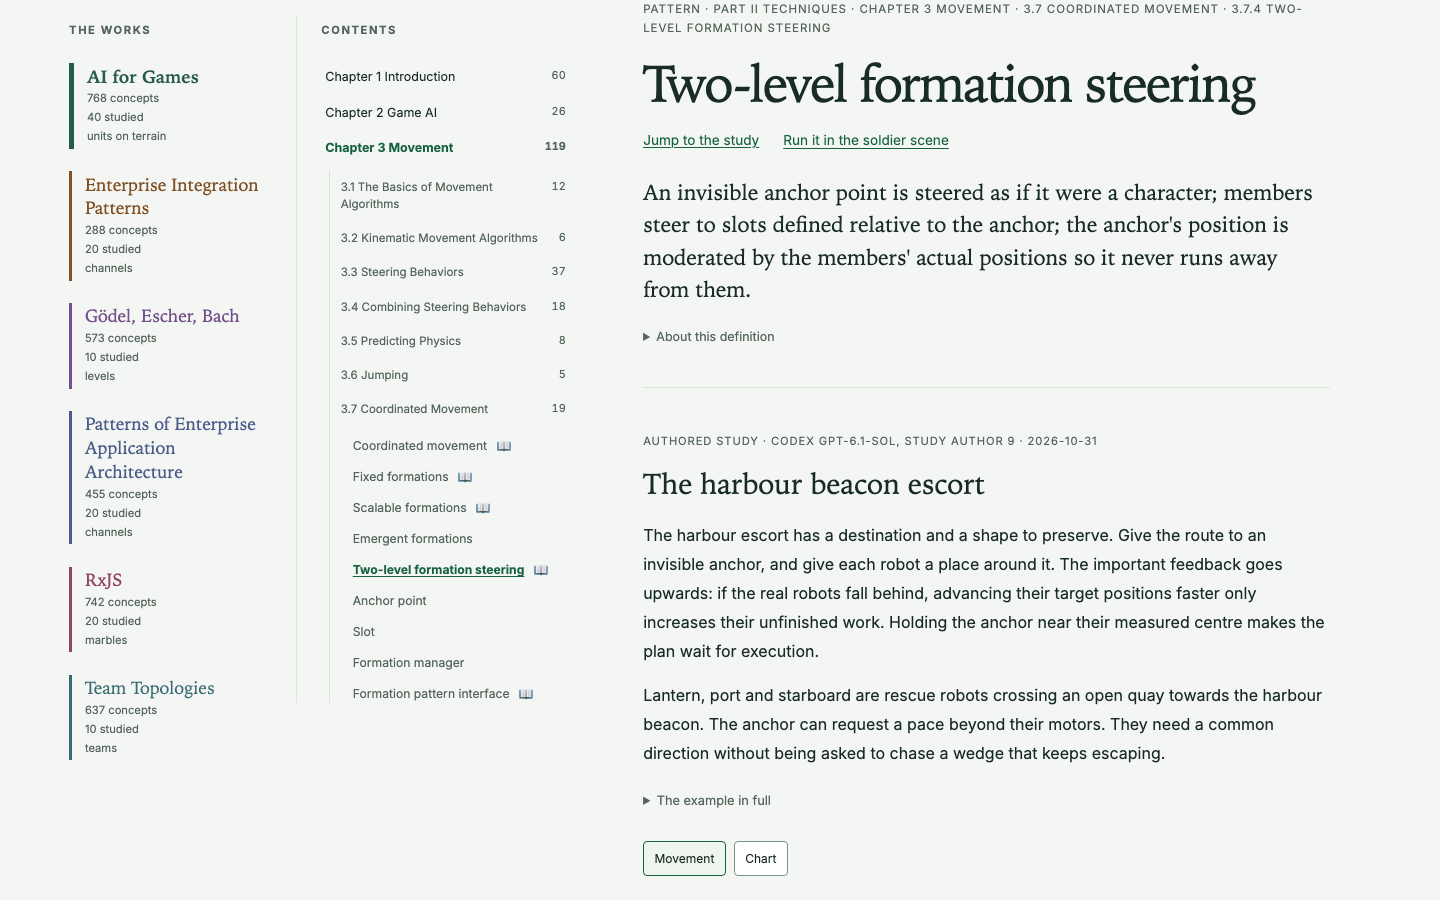 THE WORKS
AI for Games
768 concepts
40 studied
units on terrain
Enterprise Integration
Patterns
288 concepts
20 studied
channels
Gödel, Escher, Bach
573 concepts
10 studied
levels
Patterns of Enterprise
Application
Architecture
455 concepts
20 studied
channels
RxJS
742 concepts
20 studied
marbles
Team Topologies
637 concepts
10 studied
teams
CONTENTS
Chapter 1 Introduction 60
Chapter 2 Game AI 26
Chapter 3 Movement 119
3.1 The Basics of Movement 12
Algorithms
3.2 Kinematic Movement Algorithms 6
3.3 Steering Behaviors 37
3.4 Combining Steering Behaviors 18
3.5 Predicting Physics 8
3.6 Jumping 5
3.7 Coordinated Movement 19
Coordinated movement
Fixed formations
Scalable formations
Emergent formations
Two-level formation steering
Anchor point
Slot
Formation manager
Formation pattern interface
PATTERN · PART II TECHNIQUES · CHAPTER 3 MOVEMENT · 3.7 COORDINATED MOVEMENT · 3.7.4 TWO-
LEVEL FORMATION STEERING
Two-level formation steering
Jump to the study Run it in the soldier scene
An invisible anchor point is steered as if it were a character; members
steer to slots defined relative to the anchor; the anchor's position is
moderated by the members' actual positions so it never runs away
from them.
About this definition
AUTHORED STUDY · CODEX GPT-6.1-SOL, STUDY AUTHOR 9 · 2026-10-31
The harbour beacon escort
The harbour escort has a destination and a shape to preserve. Give the route to an
invisible anchor, and give each robot a place around it. The important feedback goes
upwards: if the real robots fall behind, advancing their target positions faster only
increases their unfinished work. Holding the anchor near their measured centre makes the
plan wait for execution.
Lantern, port and starboard are rescue robots crossing an open quay towards the harbour
beacon. The anchor can request a pace beyond their motors. They need a common
direction without being asked to chase a wedge that keeps escaping.
The example in full
Movement Chart